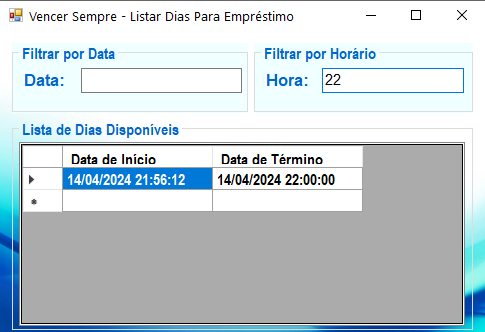 Vencer Sempre - Listar Dias Para Empréstimo
Filtrar por Data
Filtrar por Horário
Data:
Hora: 22
Lista de Dias Disponíveis
Data de Início Data de Término
14/04/2024 21:56:12 14/04/2024 22:00:00